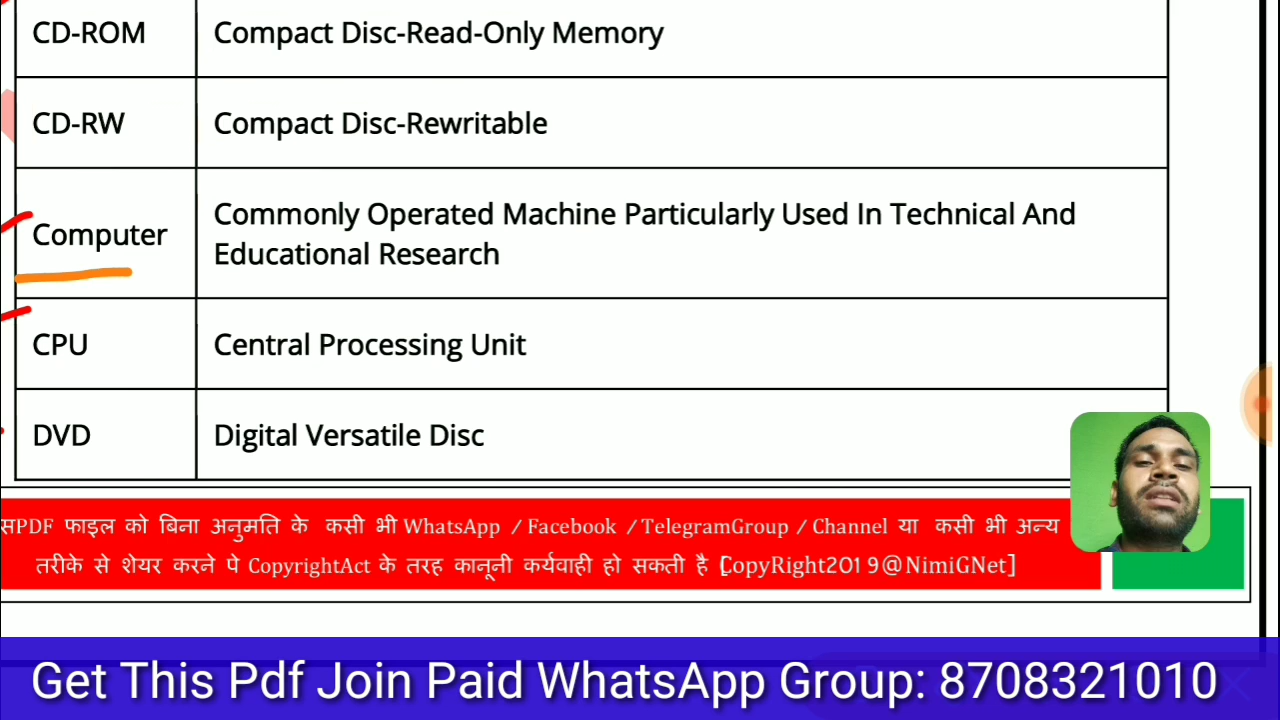 CD-ROM Compact Disc-Read-Only Memory
CD-RW Compact Disc-Rewritable
Computer Commonly Operated Machine Particularly Used In Technical And
Educational Research
CPU Central Processing Unit
DVD Digital Versatile Disc
सPDF फाइल को बिना अनुमति के कसी भी WhatsApp / Facebook / TelegramGroup / Channel या कसी भी अन्य
तरीके से शेयर करने पे CopyrightAct के तरह कानूनी कर्यवाही हो सकती है [CopyRight2019@NimiGNet]
Get This Pdf Join Paid WhatsApp Group: 8708321010